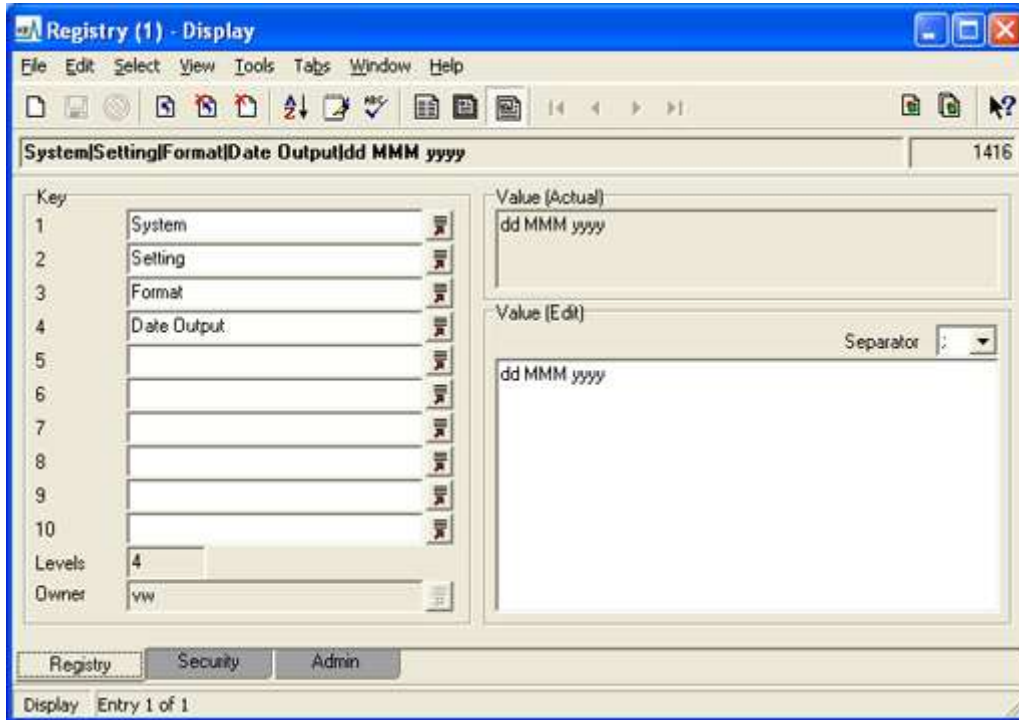 Registry (1) - Display
File Edit Select View Tools Tabs Window Help
System|Setting|Format|Date Output|dd MMM yyyy 1416
Key
1 System
2 Setting
3 Format
4 Date Output
5
6
7
8
9
10
Levels 4
Owner vw
Value (Actual)
dd MMM yyyy
Value (Edit)
Separator ;
dd MMM yyyy
Registry Security Admin
Display Entry 1 of 1